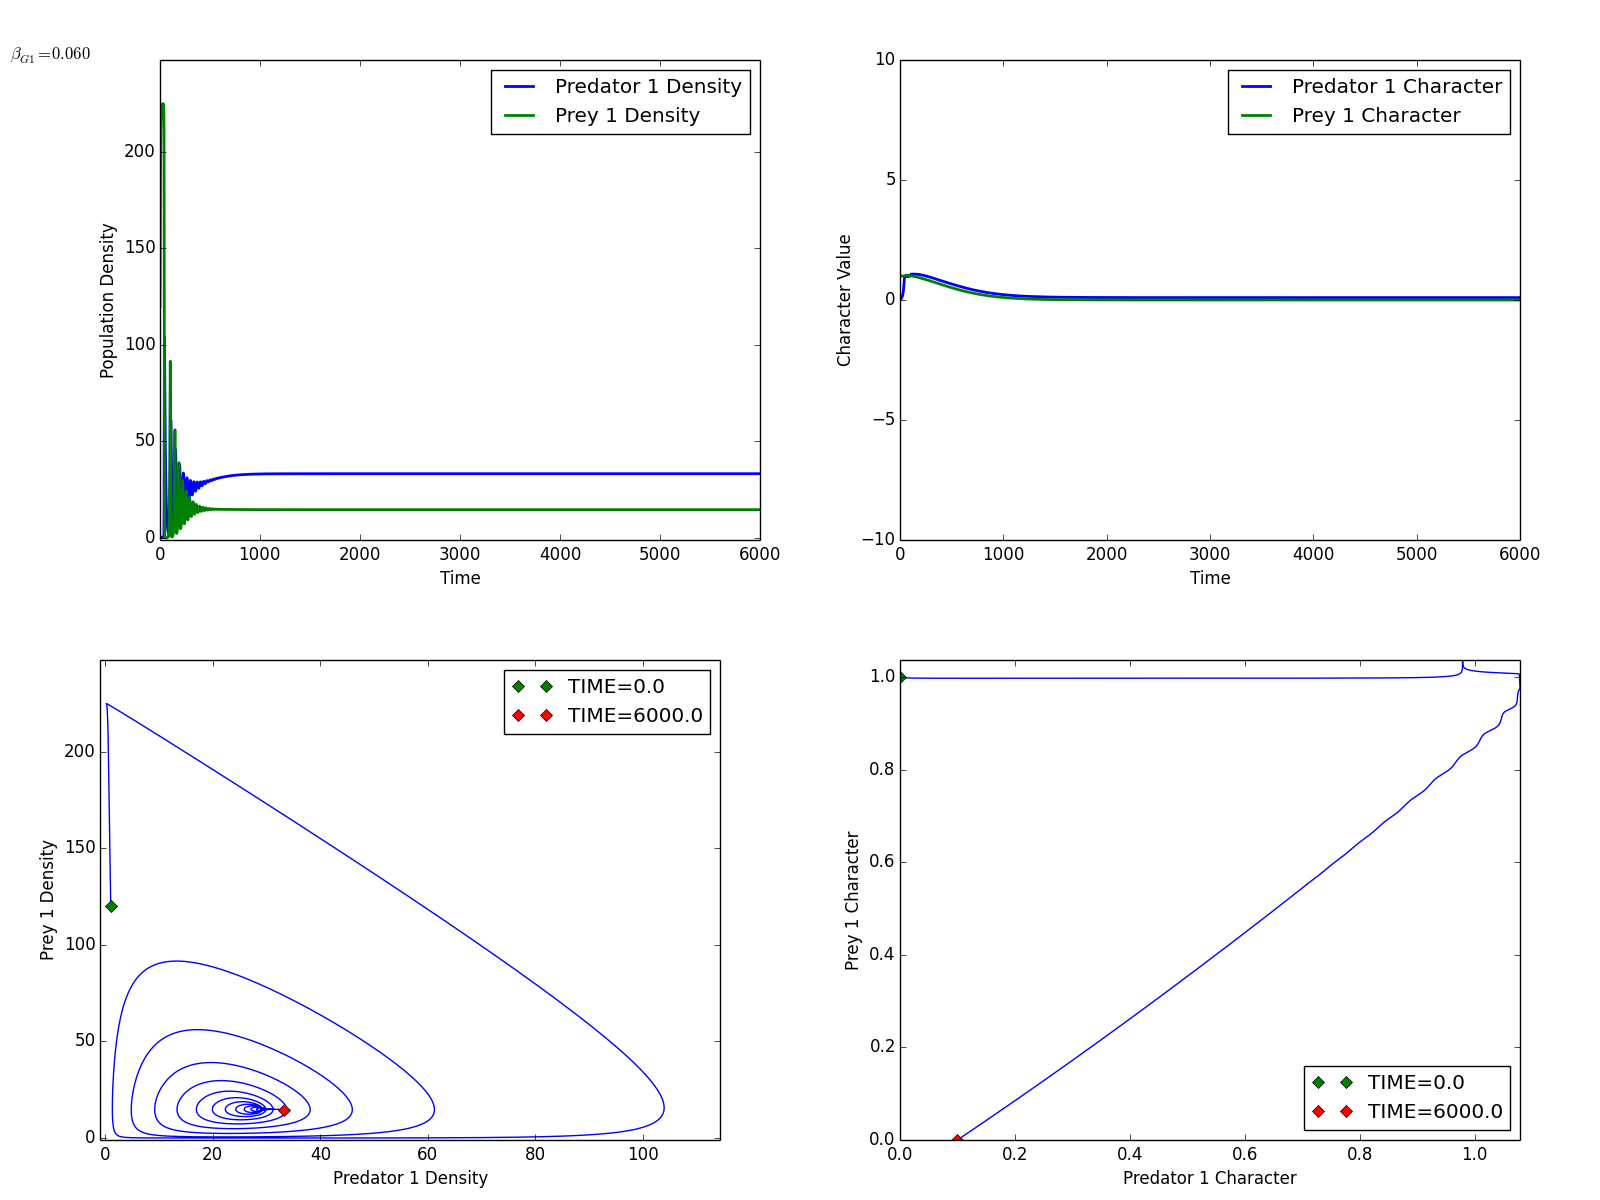 β_G1=0.060
Predator 1 Density
Prey 1 Density
200
150
100
50
0
0 1000 2000 3000 4000 5000 6000
Population Density
Time
Predator 1 Character
Prey 1 Character
10
5
0
−5
−10
0 1000 2000 3000 4000 5000 6000
Character Value
Time
TIME=0.0
TIME=6000.0
200
150
100
50
0
0 20 40 60 80 100
Prey 1 Density
Predator 1 Density
1.0
0.8
0.6
0.4
0.2
0.0
TIME=0.0
TIME=6000.0
0.0 0.2 0.4 0.6 0.8 1.0
Prey 1 Character
Predator 1 Character